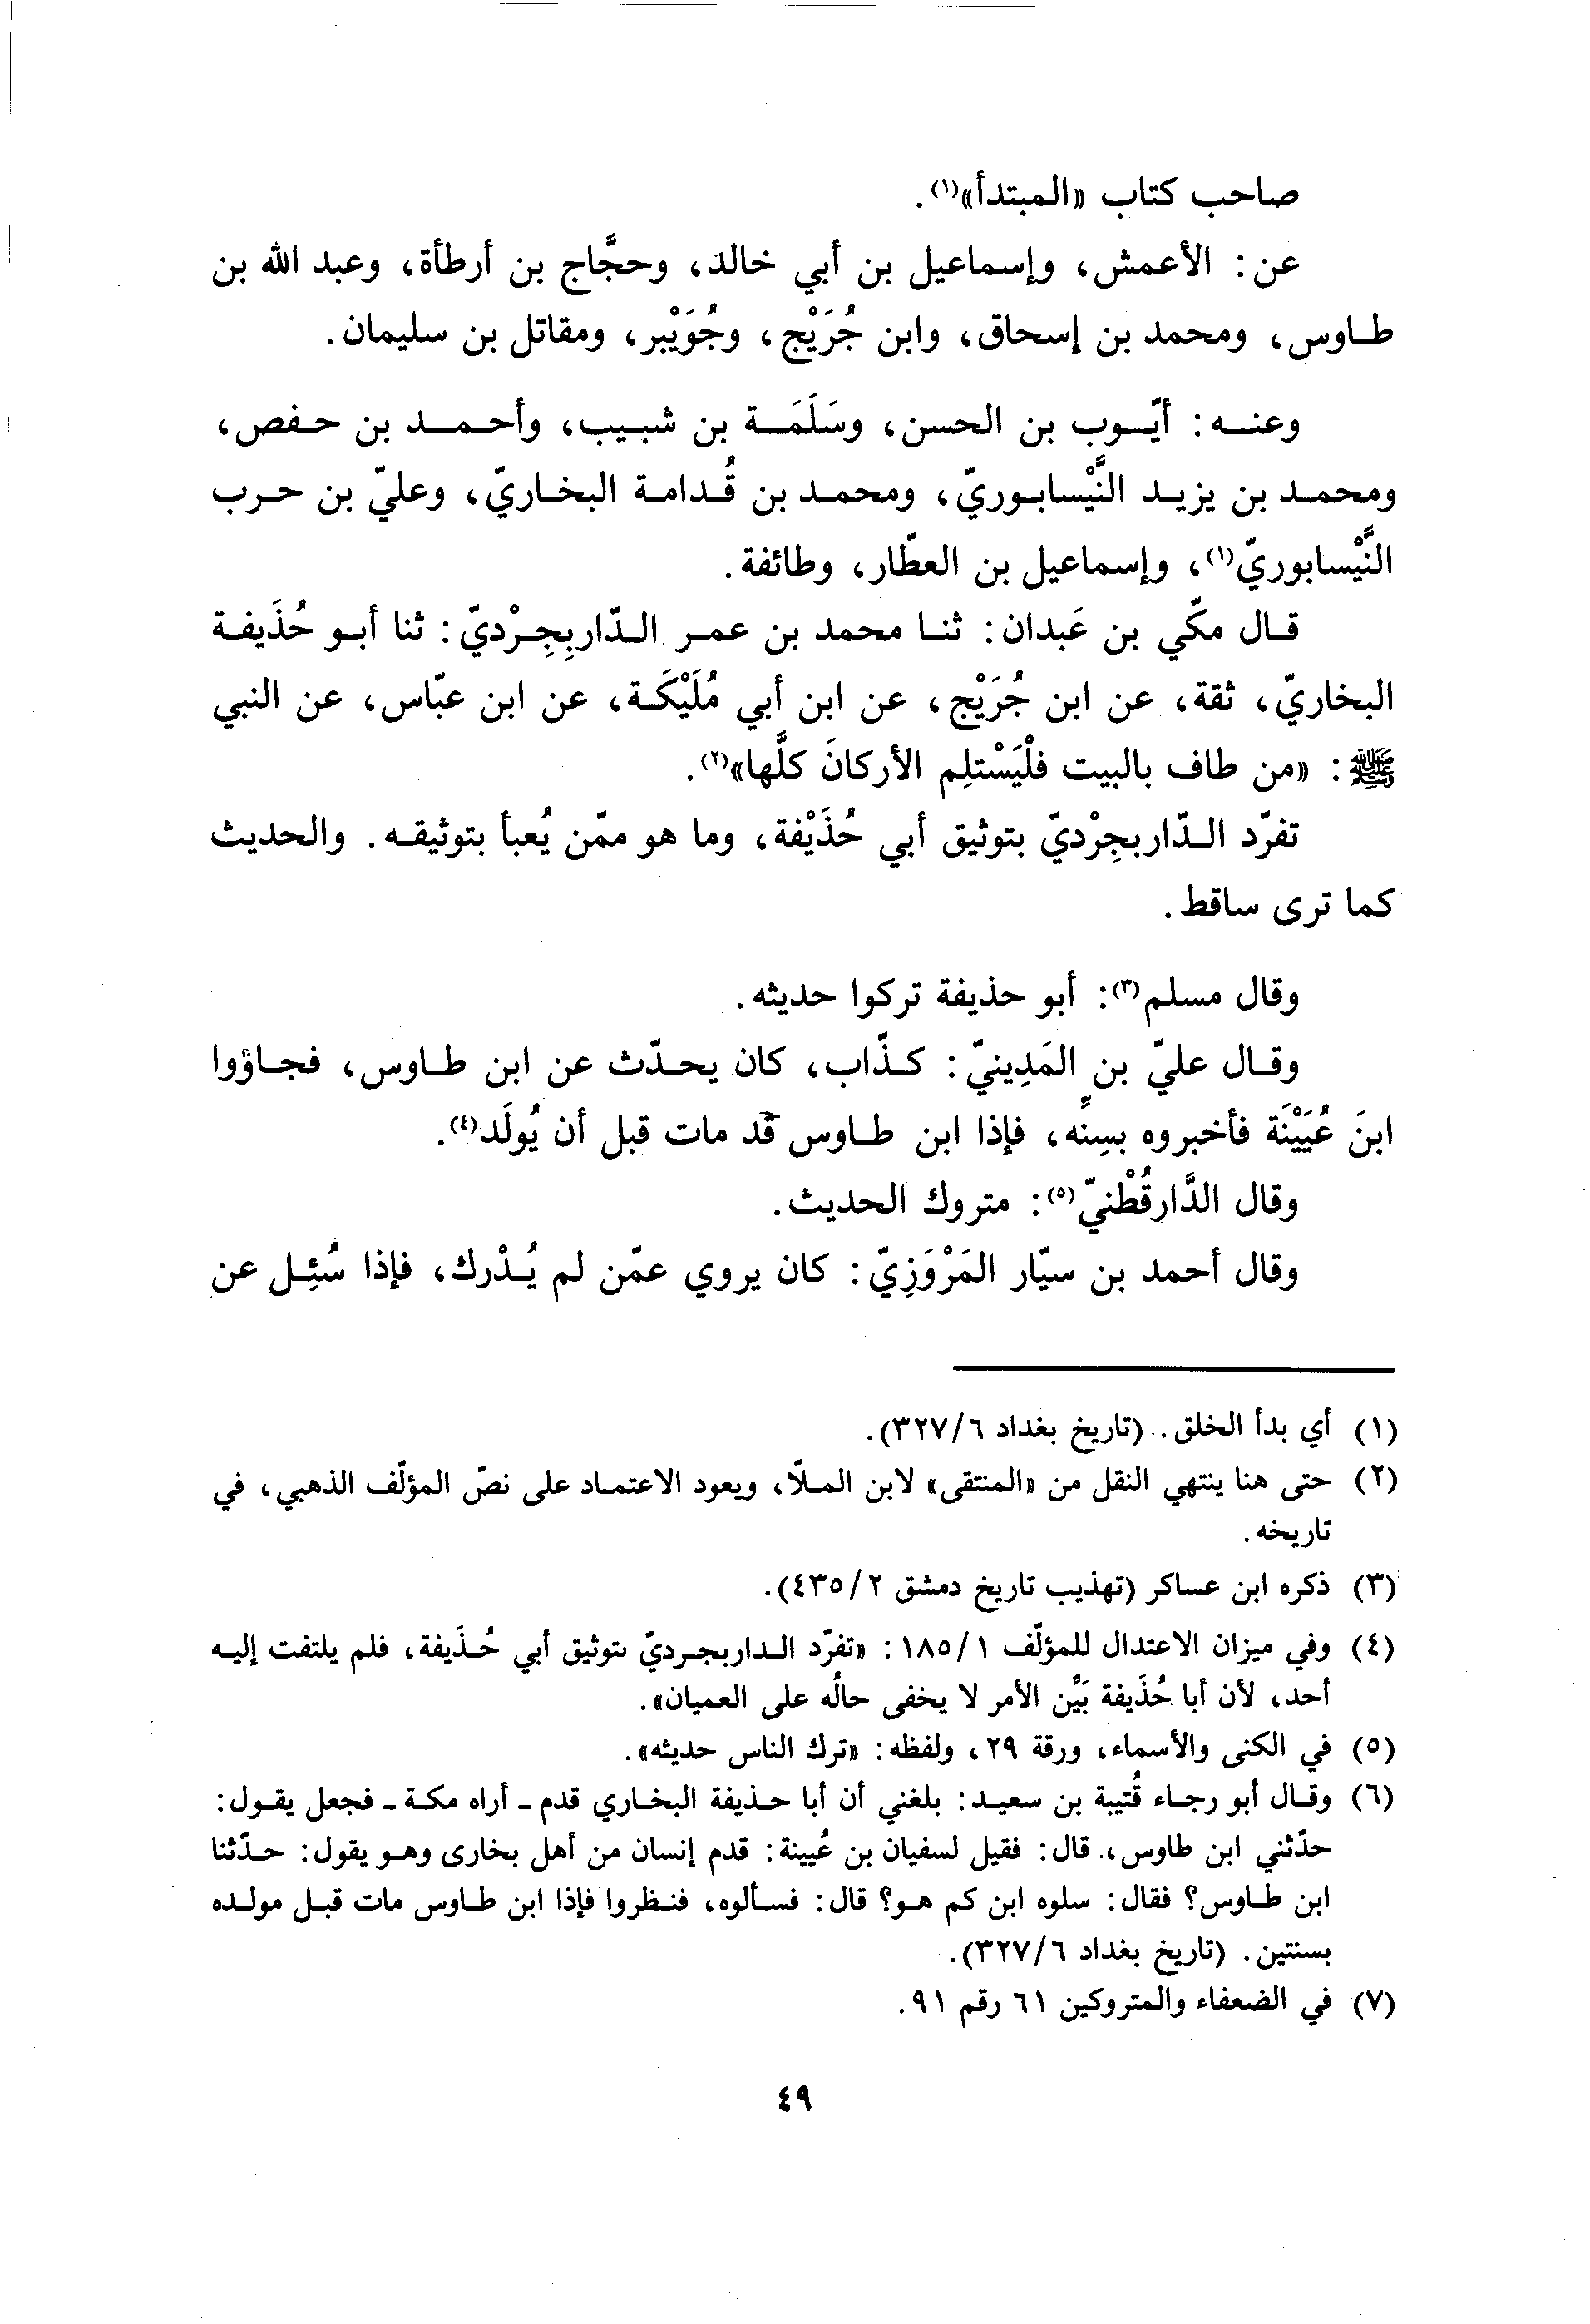 صاحب كتاب «المبتدأ»(١).
عن: الأعمش، وإسماعيل بن أبي خالد، وحجَّاج بن أرطأة، وعبد الله بن
طاوس، ومحمد بن إسحاق، وابن جُرَيْج، وجُوَيْبر، ومقاتل بن سليمان.
وعنه: أيّوب بن الحسن، وسَلَمَة بن شبيب، وأحمد بن حفص،
ومحمد بن يزيد النَّيْسابوريّ، ومحمد بن قُدامة البخاريّ، وعليّ بن حرب
النَّيْسابوريّ(١)، وإسماعيل بن العطّار، وطائفة.
قال مكّي بن عَبدان: ثنا محمد بن عمر الدّاربِجِرْديّ: ثنا أبو حُذَيفة
البخاريّ، ثقة، عن ابن جُرَيْج، عن ابن أبي مُلَيْكَة، عن ابن عبّاس، عن النبي
ﷺ: «من طاف بالبيت فلْيَسْتلِم الأركانَ كلَّها»(٢).
تفرّد الدّاربجِرْديّ بتوثيق أبي حُذَيْفة، وما هو ممّن يُعبأ بتوثيقه. والحديث
كما ترى ساقط.
وقال مسلم(٣): أبو حذيفة تركوا حديثه.
وقال عليّ بن المَدِينيّ: كذّاب، كان يحدّث عن ابن طاوس، فجاؤوا
ابنَ عُيَيْنَة فأخبروه بسِنِّه، فإذا ابن طاوس قد مات قبل أن يُولَد(٤).
وقال الدَّارقُطْنيّ(٥): متروك الحديث.
وقال أحمد بن سيّار المَرْوَزِيّ: كان يروي عمّن لم يُدْرك، فإذا سُئِل عن
(١) أي بدأ الخلق. (تاريخ بغداد ٦/٣٢٧).
(٢) حتى هنا ينتهي النقل من «المنتقى» لابن الملّا، ويعود الاعتماد على نصّ المؤلّف الذهبي، في
تاريخه.
(٣) ذكره ابن عساكر (تهذيب تاريخ دمشق ٢/٤٣٥).
(٤) وفي ميزان الاعتدال للمؤلّف ١/١٨٥: «تفرّد الداربجرديّ بتوثيق أبي حُذَيفة، فلم يلتفت إليه
أحد، لأن أبا حُذَيفة بَيِّن الأمر لا يخفى حالُه على العميان».
(٥) في الكنى والأسماء، ورقة ٢٩، ولفظه: «ترك الناس حديثه».
(٦) وقال أبو رجاء قُتيبة بن سعيد: بلغني أن أبا حذيفة البخاري قدم ـ أراه مكة ـ فجعل يقول:
حدّثني ابن طاوس، قال: فقيل لسفيان بن عُيينة: قدم إنسان من أهل بخارى وهو يقول: حدّثنا
ابن طاوس؟ فقال: سلوه ابن كم هو؟ قال: فسألوه، فنظروا فإذا ابن طاوس مات قبل مولده
بسنتين. (تاريخ بغداد ٦/٣٢٧).
(٧) في الضعفاء والمتروكين ٦١ رقم ٩١.
٤٩